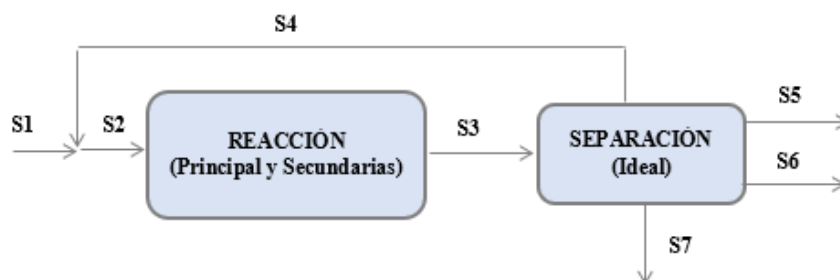 S4
S1
S2
REACCIÓN
(Principal y Secundarias)
S3
SEPARACIÓN
(Ideal)
S5
S6
S7